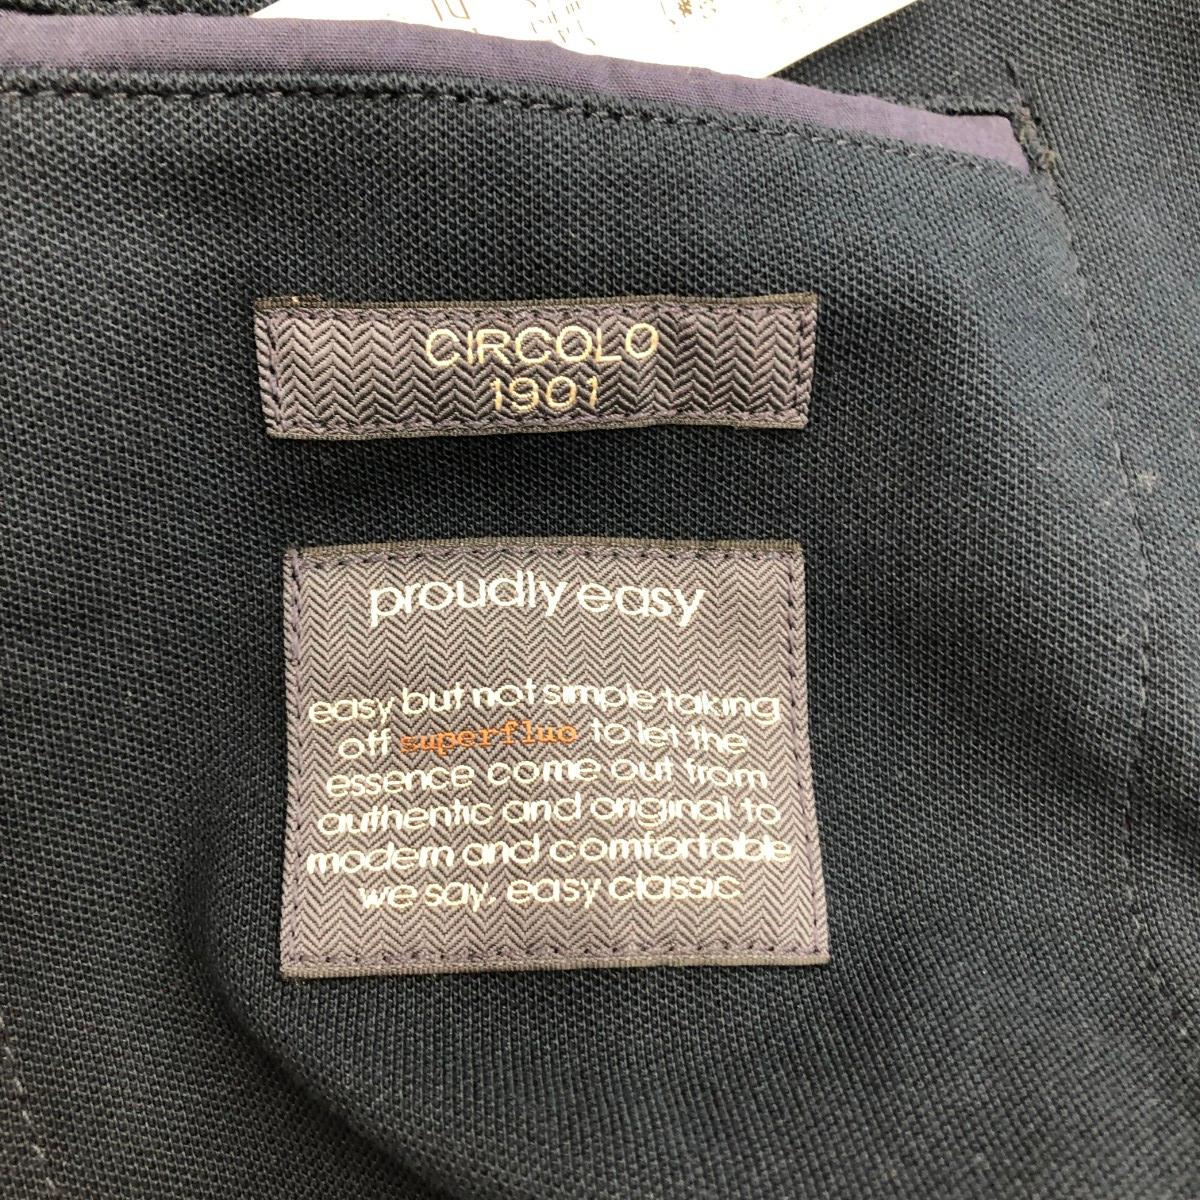 CIRCOLO
1901
proudly easy
easy but not simple taking
off superfluo to let the
essence come out from
authentic and original to
modern and comfortable
we say, easy classic